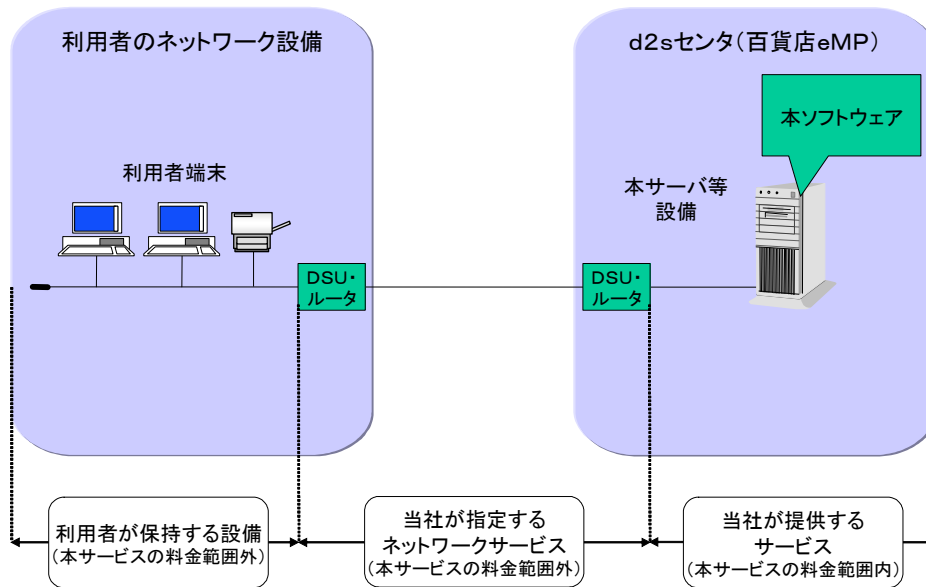 利用者のネットワーク設備
d2sセンタ(百貨店eMP)
本ソフトウェア
利用者端末
本サーバ等
設備
DSU・
ルータ
DSU・
ルータ
利用者が保持する設備
(本サービスの料金範囲外)
当社が指定する
ネットワークサービス
(本サービスの料金範囲外)
当社が提供する
サービス
(本サービスの料金範囲内)